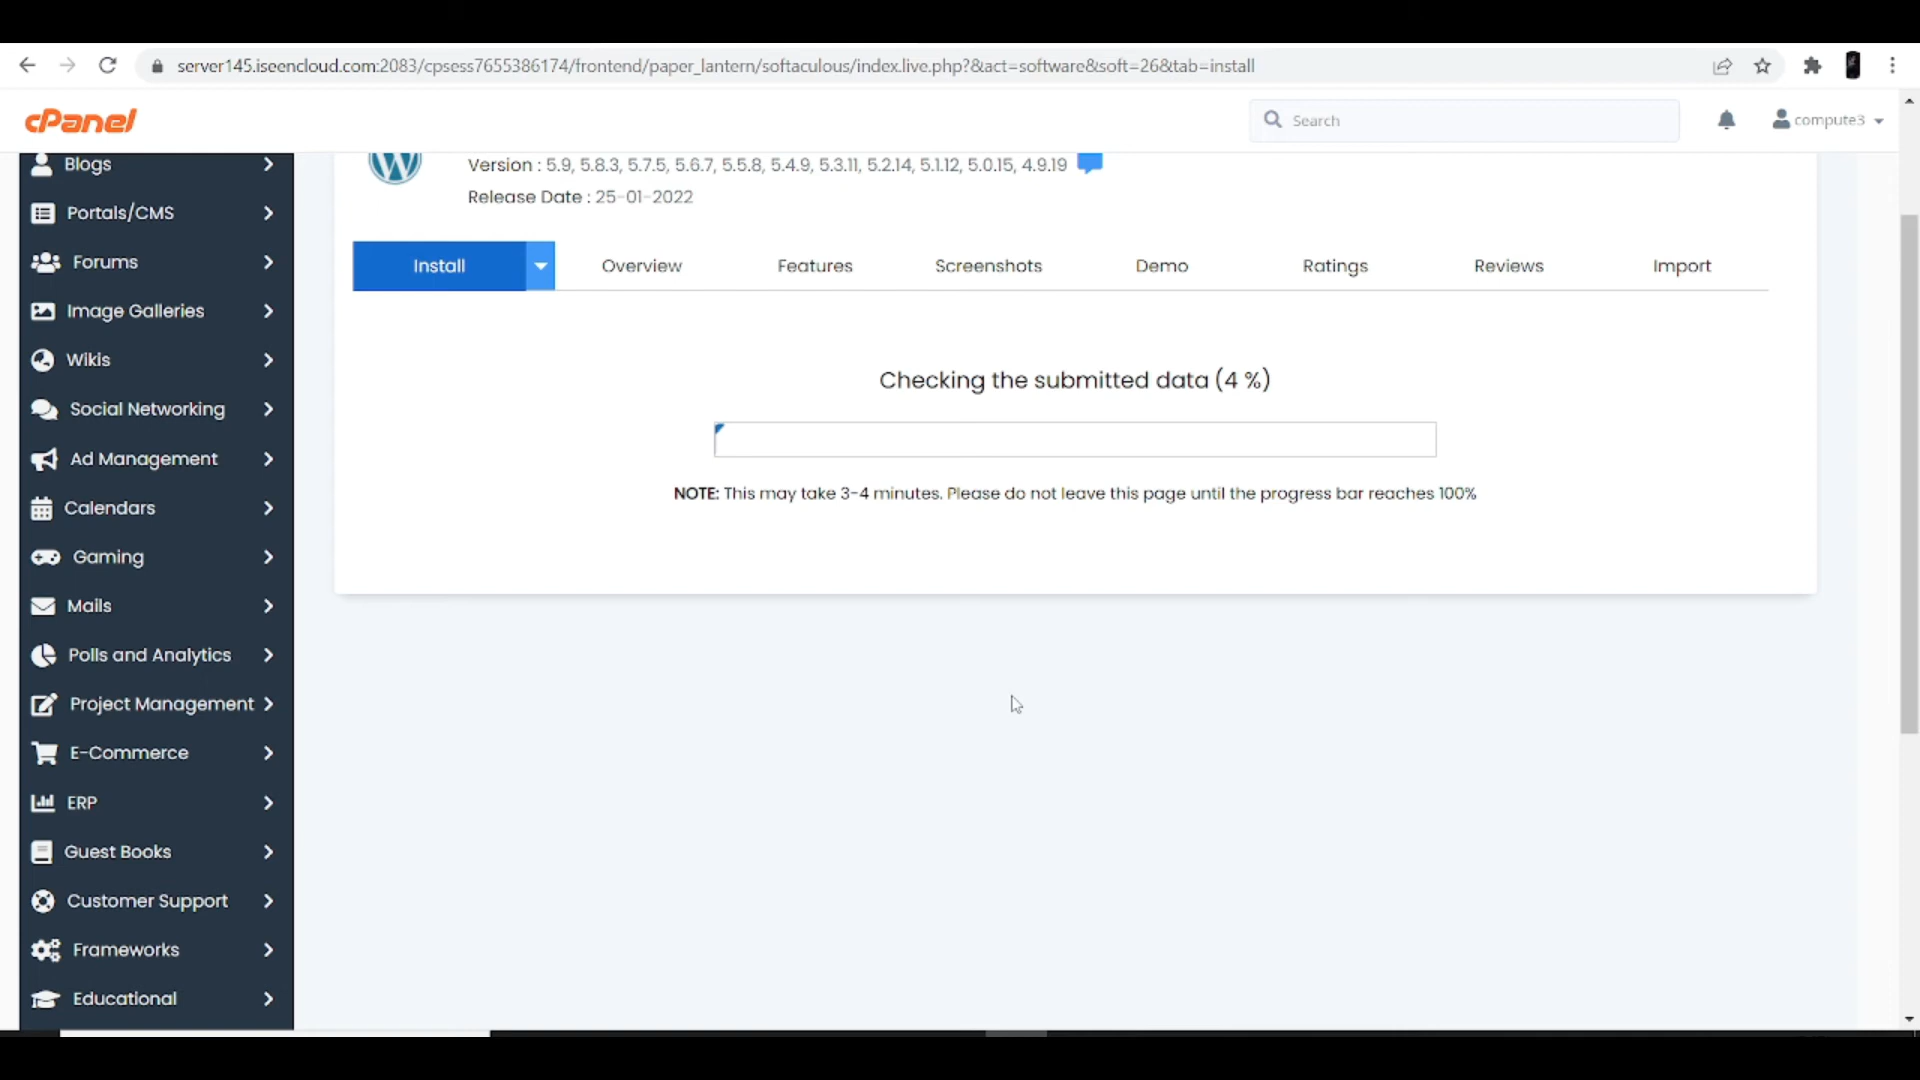 server145.iseencloud.com:2083/cpsess7655386174/frontend/paper_lantern/softaculous/index.live.php?&act=software&soft=26&tab=install
cPanel
Search
compute3
Blogs
Portals/CMS
Forums
Image Galleries
Wikis
Social Networking
Ad Management
Calendars
Gaming
Mails
Polls and Analytics
Project Management
E-Commerce
ERP
Guest Books
Customer Support
Frameworks
Educational
W
Version : 5.9, 5.8.3, 5.7.5, 5.6.7, 5.5.8, 5.4.9, 5.3.11, 5.2.14, 5.1.12, 5.0.15, 4.9.19
Release Date : 25-01-2022
Install
Overview
Features
Screenshots
Demo
Ratings
Reviews
Import
Checking the submitted data (4 %)
NOTE: This may take 3-4 minutes. Please do not leave this page until the progress bar reaches 100%